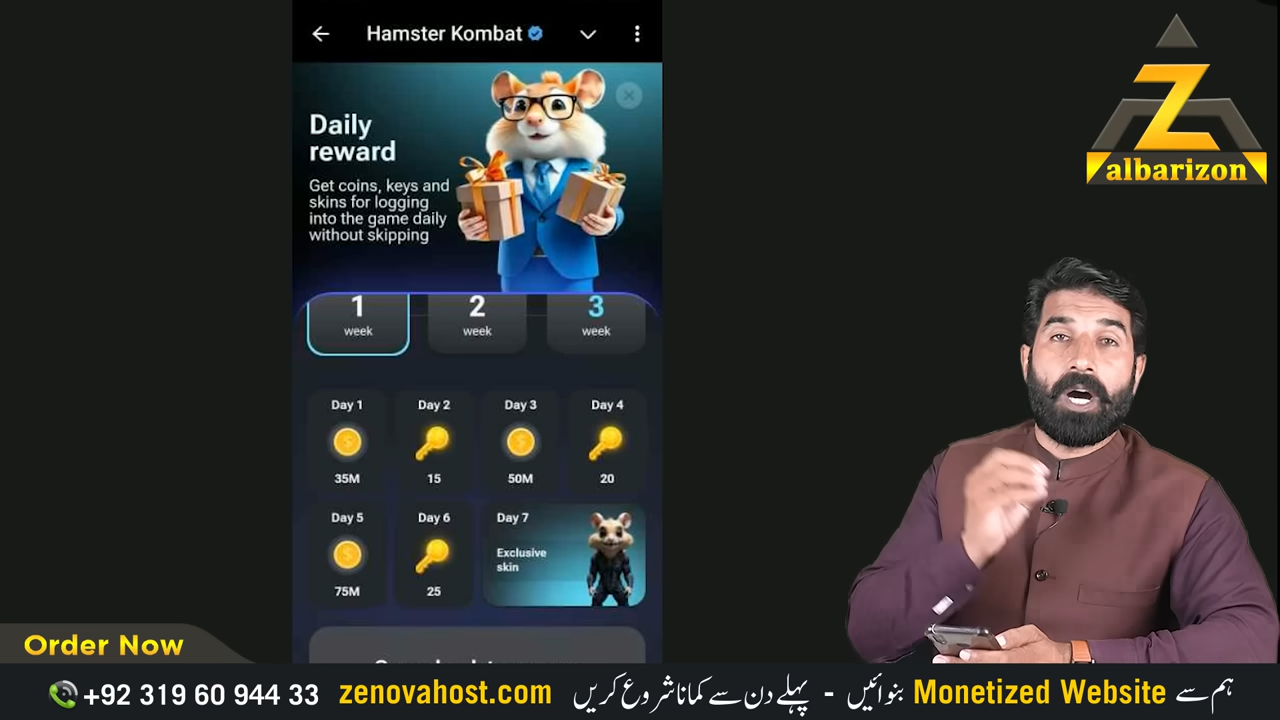 Hamster Kombat
Daily
reward
Get coins, keys and
skins for logging
into the game daily
without skipping
1
week
2
week
3
week
Day 1
35M
Day 2
15
Day 3
50M
Day 4
20
Day 5
75M
Day 6
25
Day 7
Exclusive
skin
Z
albarizon
Order Now
+92 319 60 944 33
zenovahost.com
ہم سے Monetized Website بنوائیں - پہلے دن سے کمانا شروع کریں